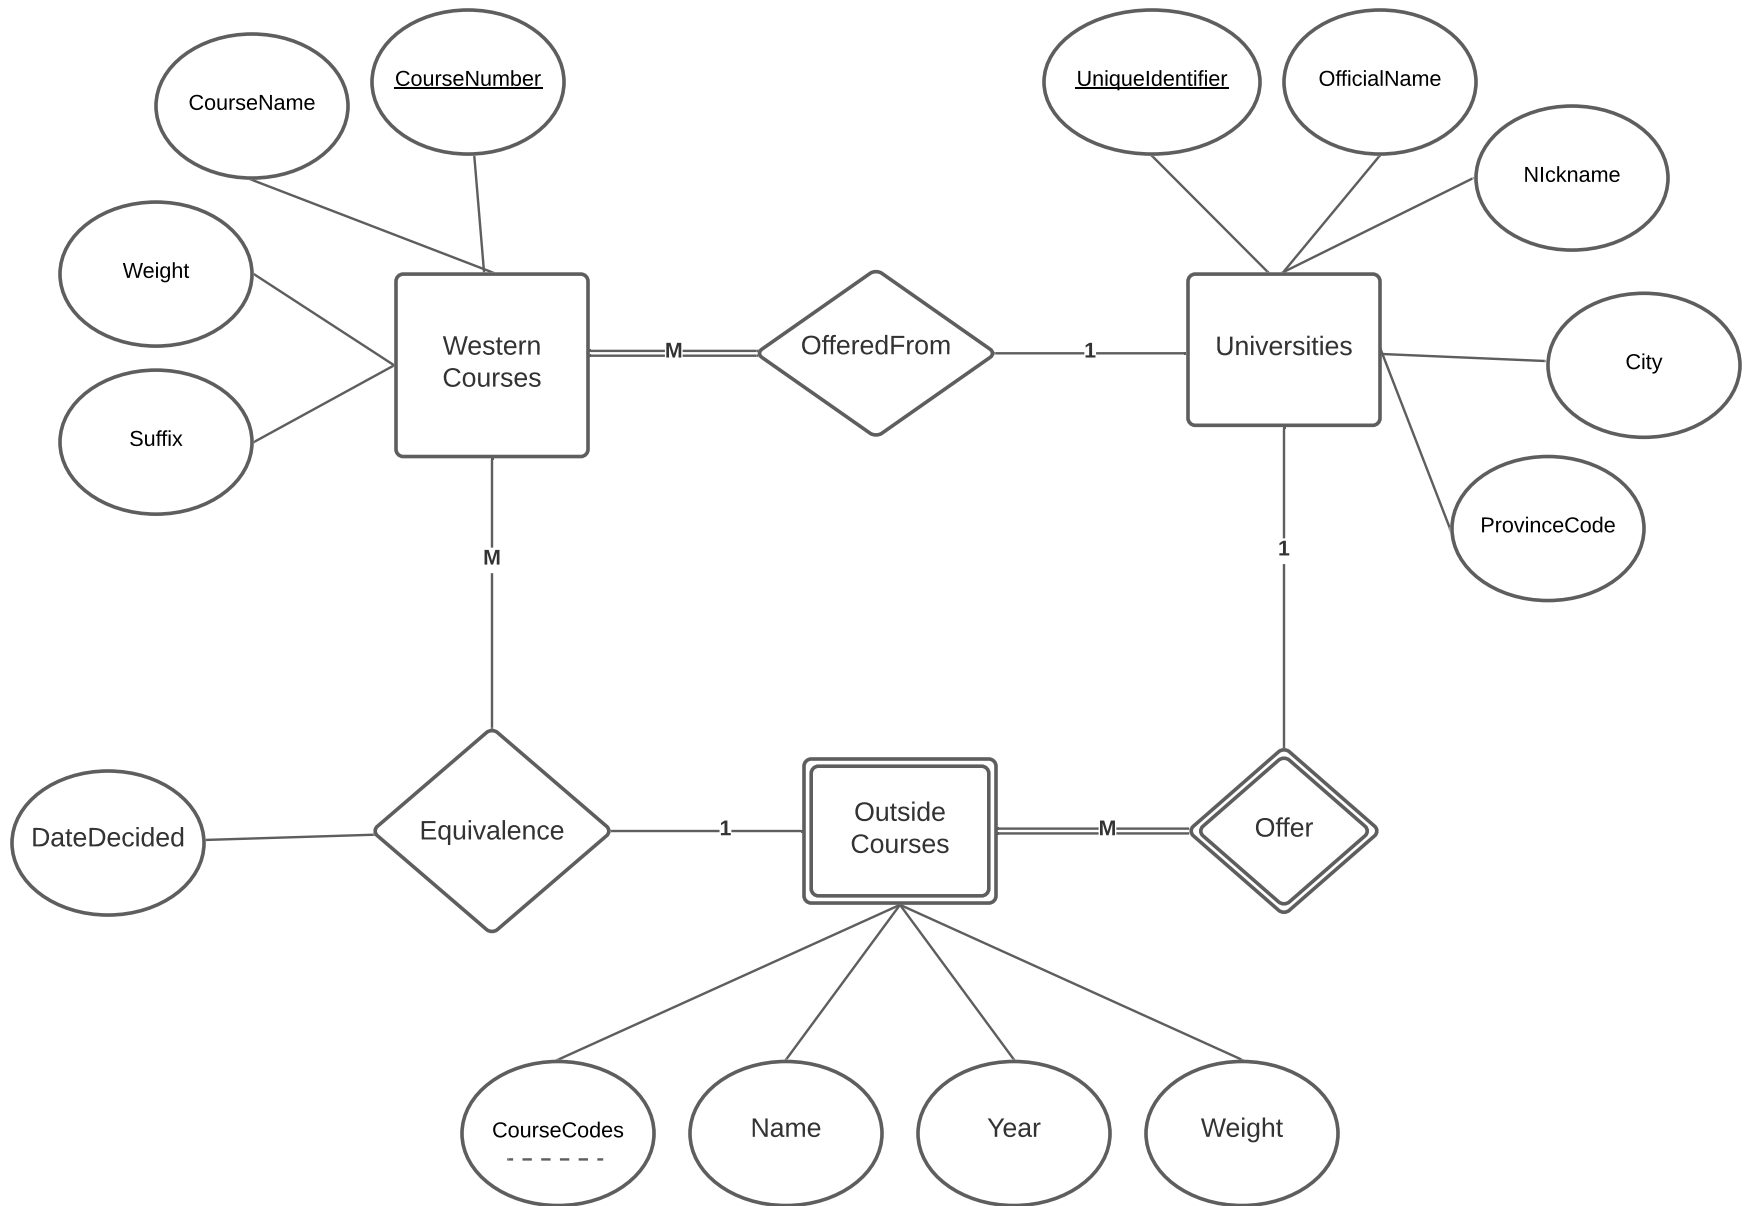 CourseName
CourseNumber
UniqueIdentifier
OfficialName
NIckname
Weight
Suffix
Western
Courses
M
OfferedFrom
1
Universities
City
ProvinceCode
M
1
DateDecided
Equivalence
1
Outside
Courses
M
Offer
CourseCodes
Name
Year
Weight